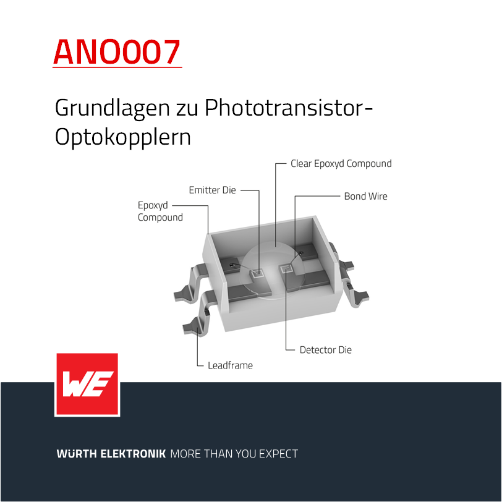 ANO007
Grundlagen zu Phototransistor-
Optokopplern
Clear Epoxyd Compound
Emitter Die
Bond Wire
Epoxyd
Compound
Detector Die
Leadframe
WE
WÜRTH ELEKTRONIK MORE THAN YOU EXPECT